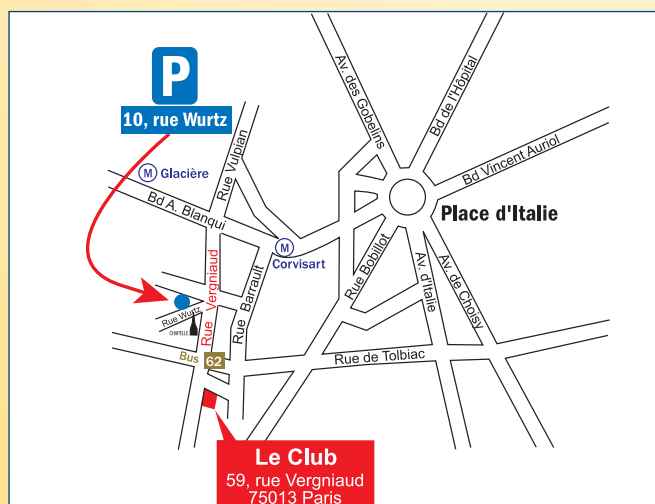 P
10, rue Wurtz
Av. des Gobelins
Bd de l'Hôpital
Bd Vincent Auriol
Rue Vulpian
M Glacière
Bd A. Blanqui
Place d'Italie
M
Corvisart
Rue Bobillot
Av. d'Italie
Av. de Choisy
Rue Vergniaud
Rue Barrault
Rue Wurtz
CHAPELLE
Bus 62
Rue de Tolbiac
Le Club
59, rue Vergniaud
75013 Paris